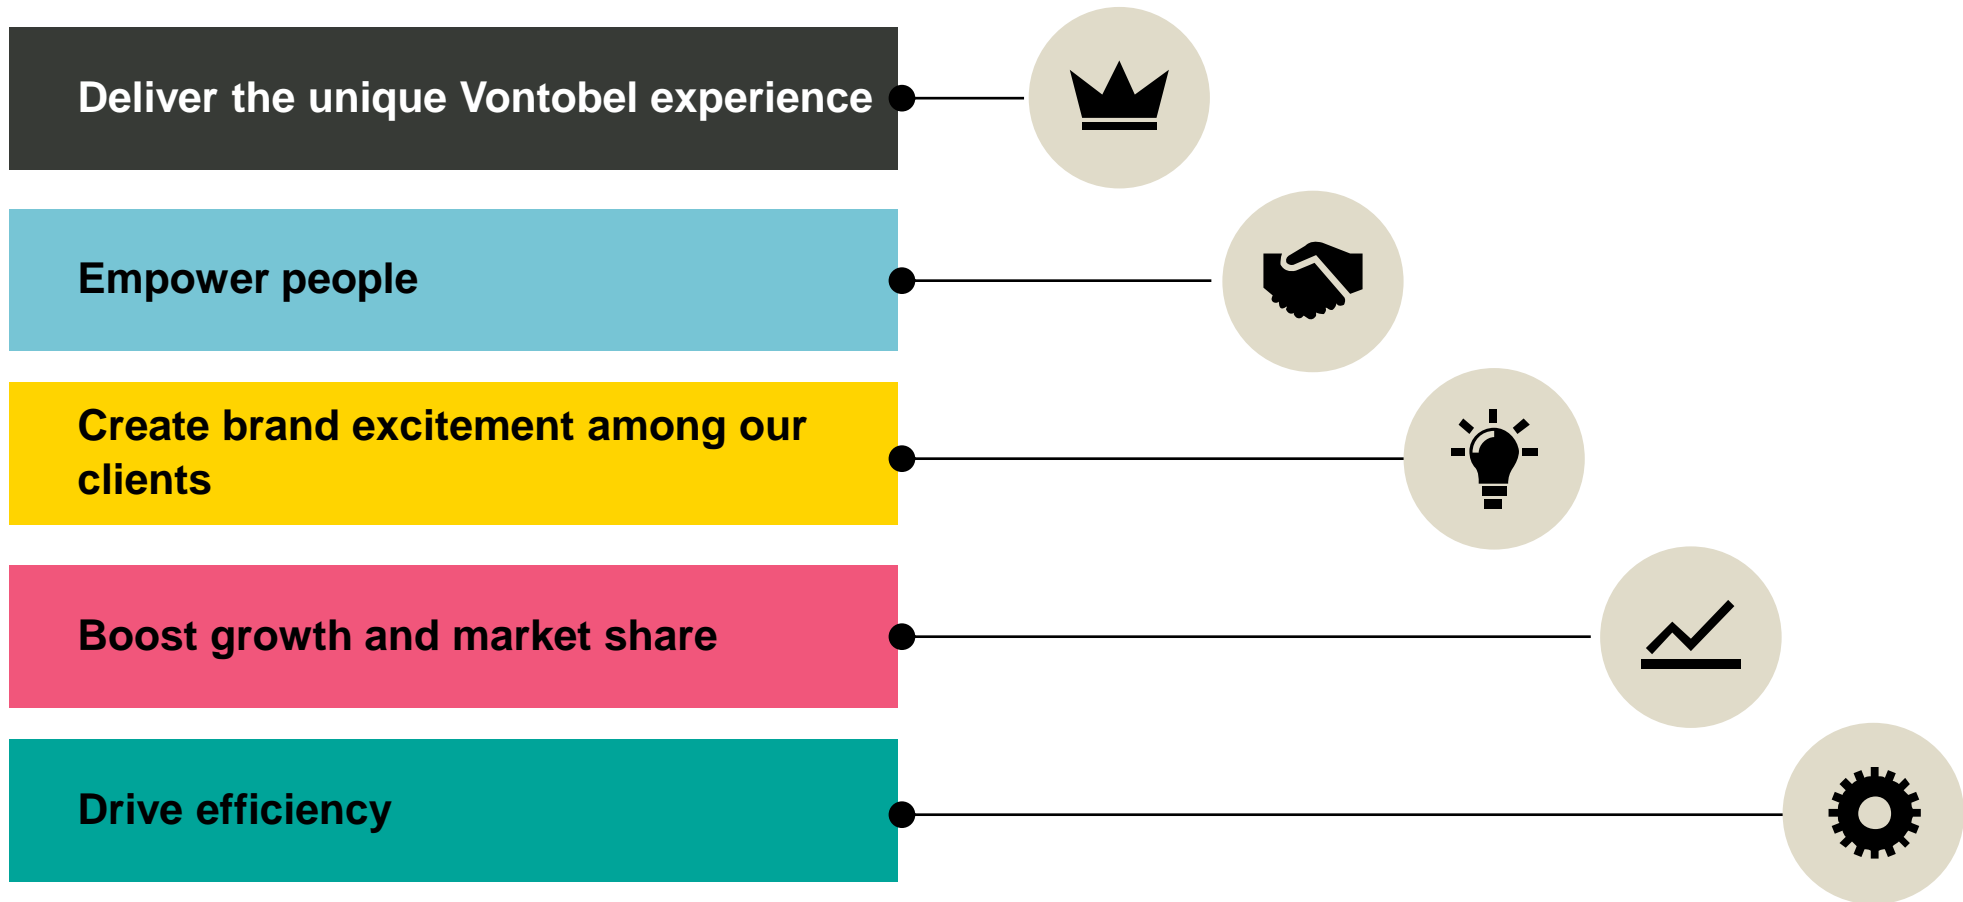 Deliver the unique Vontobel experience
Empower people
Create brand excitement among our
clients
Boost growth and market share
Drive efficiency